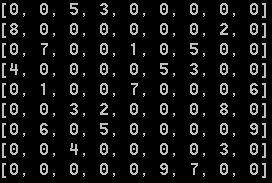 [0, 0, 5, 3, 0, 0, 0, 0, 0]
[8, 0, 0, 0, 0, 0, 0, 2, 0]
[0, 7, 0, 0, 1, 0, 5, 0, 0]
[4, 0, 0, 0, 0, 5, 3, 0, 0]
[0, 1, 0, 0, 7, 0, 0, 0, 6]
[0, 0, 3, 2, 0, 0, 0, 8, 0]
[0, 6, 0, 5, 0, 0, 0, 0, 9]
[0, 0, 4, 0, 0, 0, 0, 3, 0]
[0, 0, 0, 0, 0, 9, 7, 0, 0]